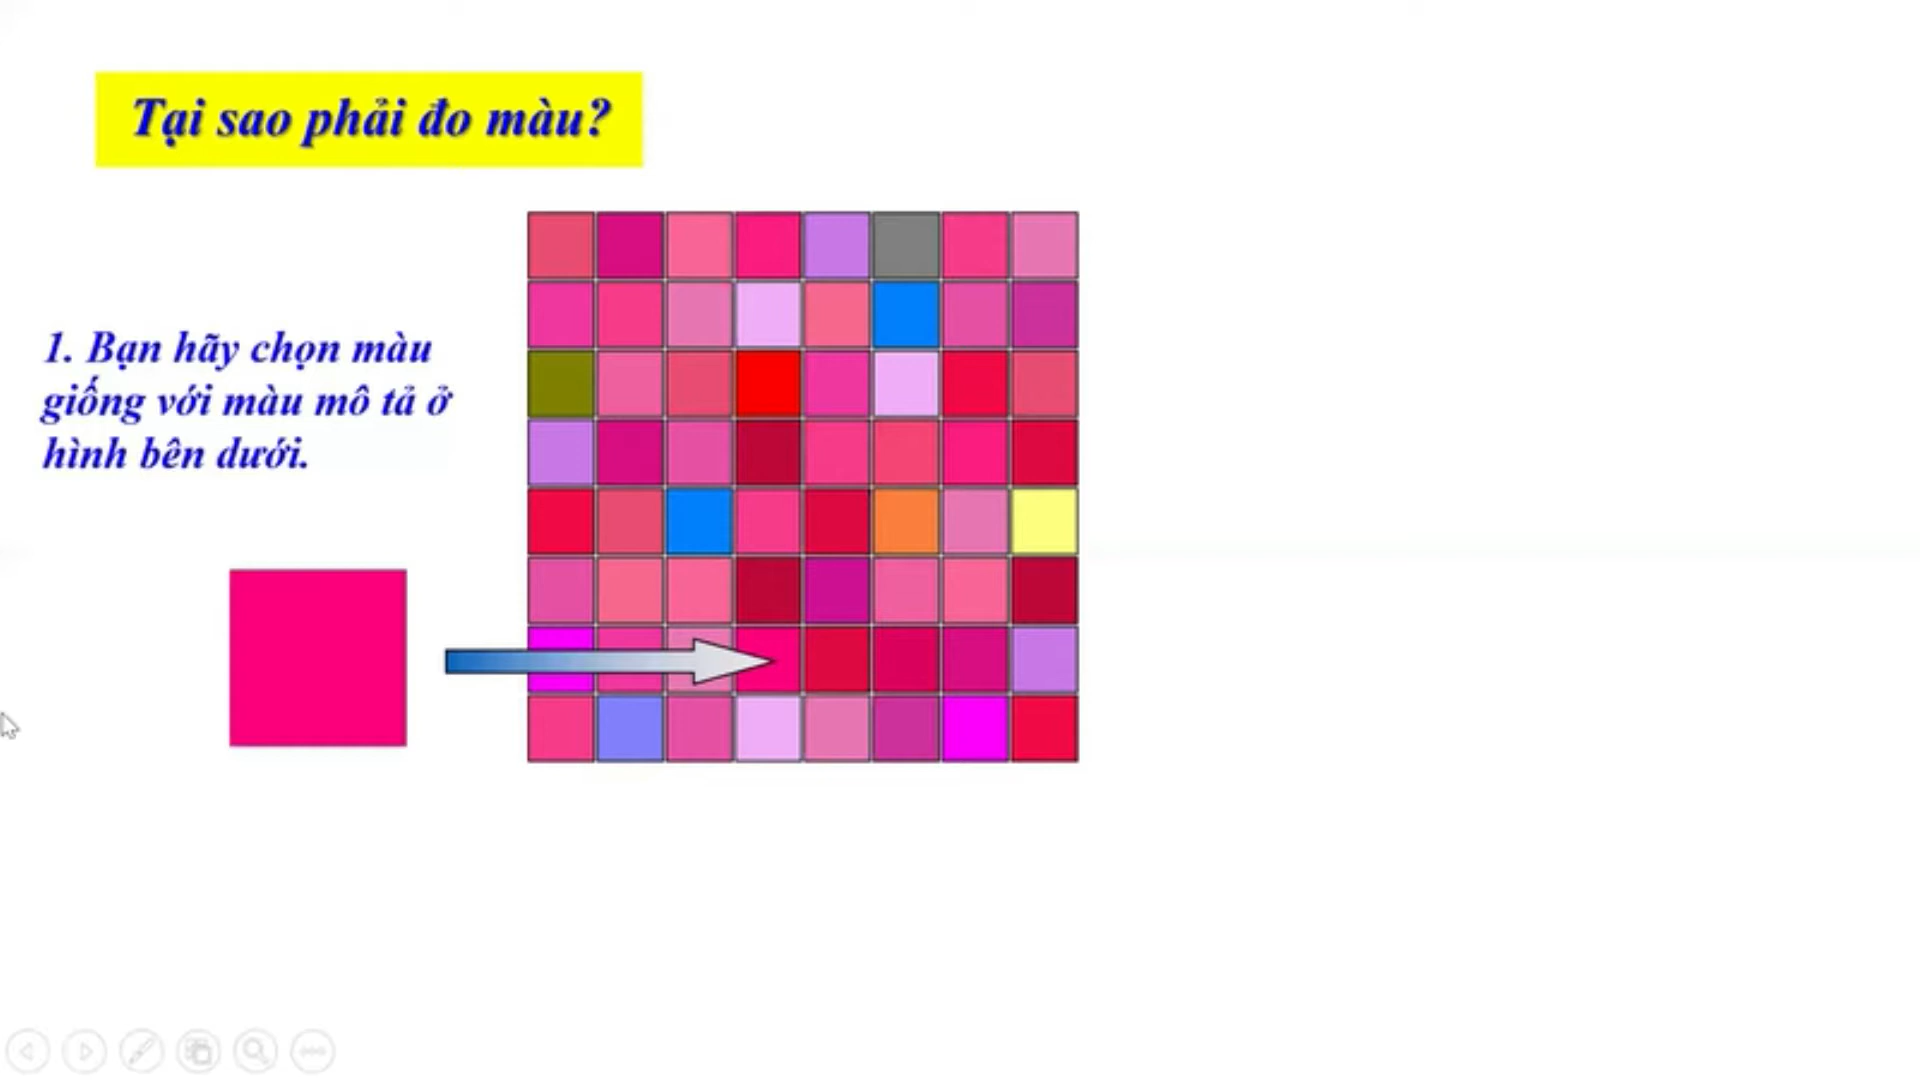 Tại sao phải đo màu?
1. Bạn hãy chọn màu
giống với màu mô tả ở
hình bên dưới.